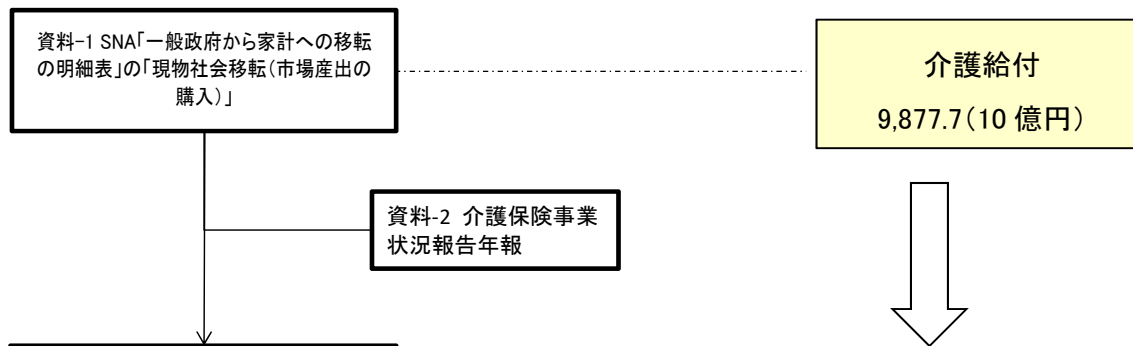 資料-1 SNA「一般政府から家計への移転
の明細表」の「現物社会移転(市場産出の
購入)」
介護給付
9,877.7(10 億円)
資料-2 介護保険事業
状況報告年報